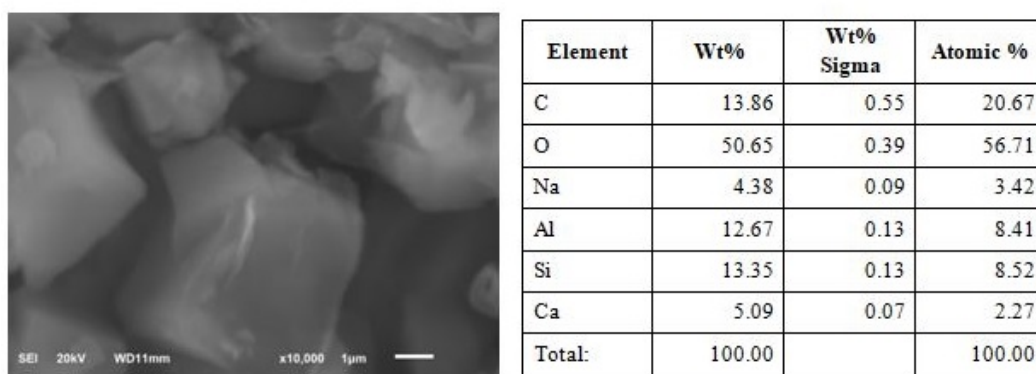 SEI 20kV WD11mm x10,000 1µm
Element Wt% Wt% Sigma Atomic %
C 13.86 0.55 20.67
O 50.65 0.39 56.71
Na 4.38 0.09 3.42
Al 12.67 0.13 8.41
Si 13.35 0.13 8.52
Ca 5.09 0.07 2.27
Total: 100.00 100.00